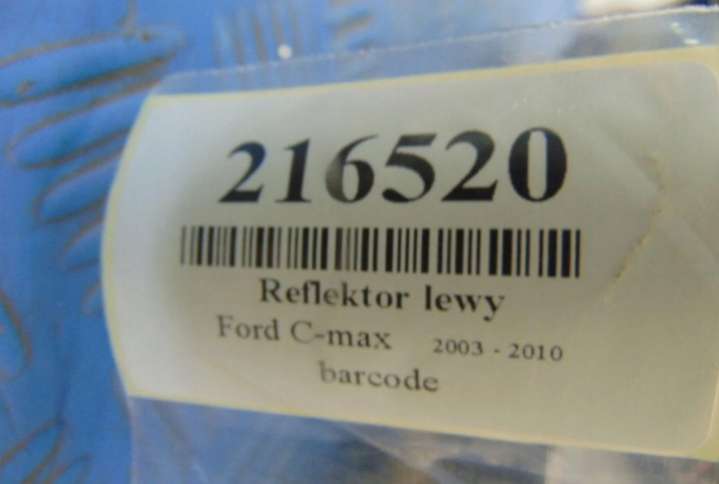 216520
Reflektor lewy
Ford C-max 2003 - 2010
barcode